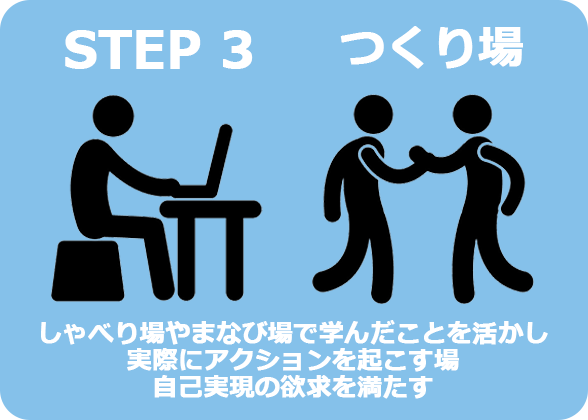 STEP 3 つくり場
しゃべり場やまなび場で学んだことを活かし
実際にアクションを起こす場
自己実現の欲求を満たす